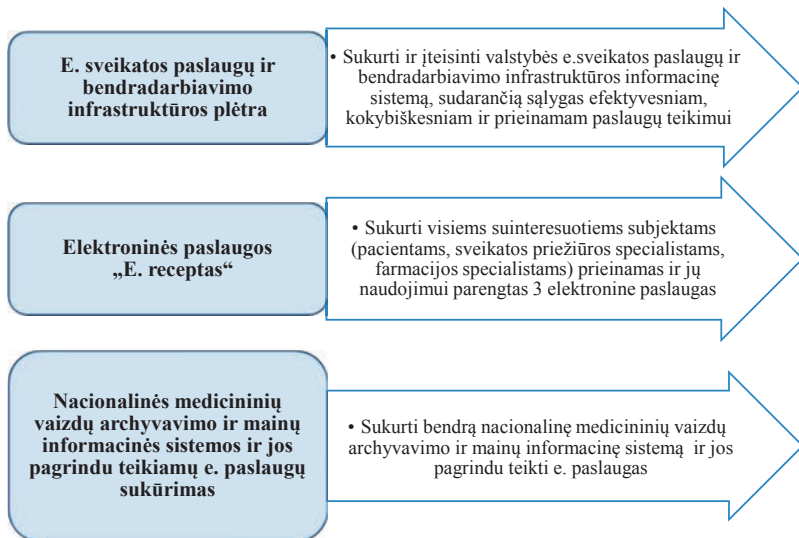 E. sveikatos paslaugų ir
bendradarbiavimo
infrastruktūros plėtra
• Sukurti ir įteisinti valstybės e.sveikatos paslaugų ir
bendradarbiavimo infrastruktūros informacinę
sistemą, sudarančią sąlygas efektyvesniam,
kokybiškesniam ir prieinamam paslaugų teikimui
Elektroninės paslaugos
„E. receptas“
• Sukurti visiems suinteresuotiems subjektams
(pacientams, sveikatos priežiūros specialistams,
farmacijos specialistams) prieinamas ir jų
naudojimui parengtas 3 elektronine paslaugas
Nacionalinės medicininių
vaizdų archyvavimo ir mainų
informacinės sistemos ir jos
pagrindu teikiamų e. paslaugų
sukūrimas
• Sukurti bendrą nacionalinę medicininių vaizdų
archyvavimo ir mainų informacinę sistemą ir jos
pagrindu teikti e. paslaugas